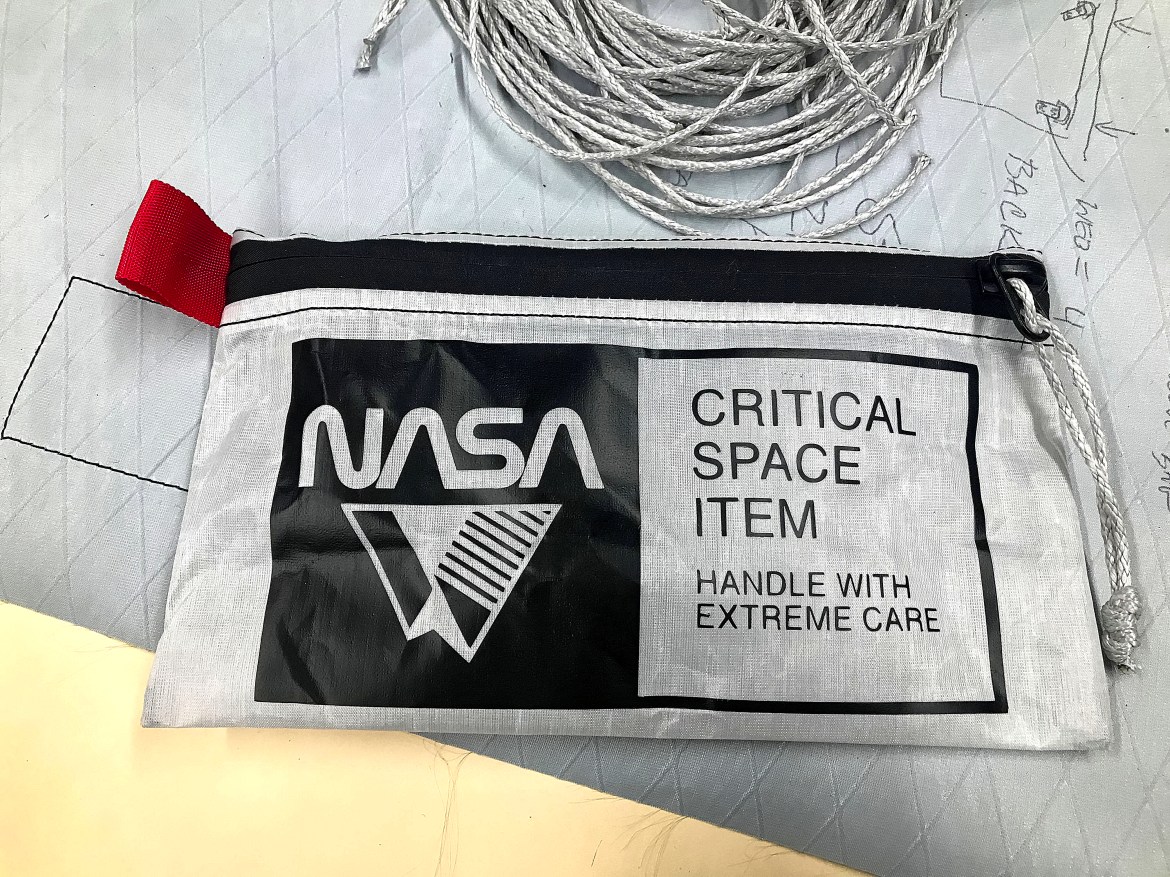 NASA
CRITICAL
SPACE
ITEM
HANDLE WITH
EXTREME CARE
BACK